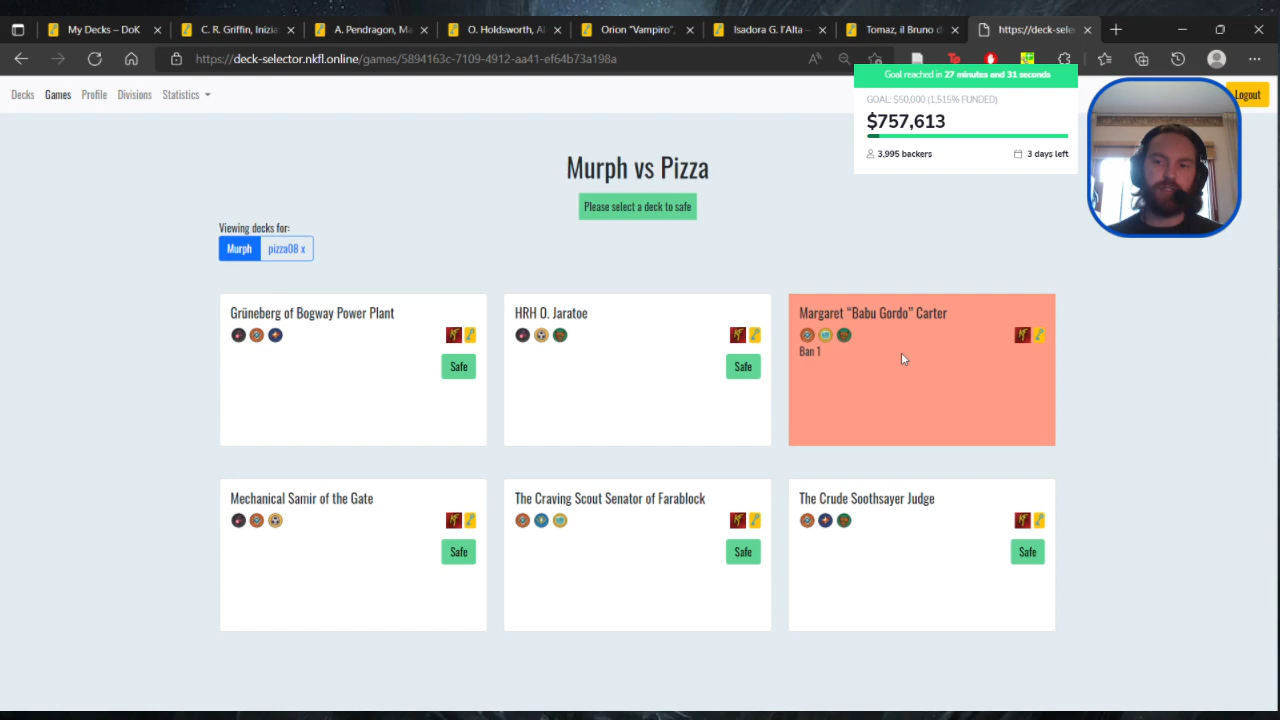 My Decks – DoK
C. R. Griffin, Inizia
A. Pendragon, Ma
O. Holdsworth, Al
Orion “Vampiro”,
Isadora G. l'Alta –
Tomaz, il Bruno d
https://deck-sele
https://deck-selector.nkfl.online/games/5894163c-7109-4912-aa41-ef64b73a198a
Decks
Games
Profile
Divisions
Statistics
Logout
Goal reached in 27 minutes and 31 seconds
GOAL: $50,000 (1,515% FUNDED)
$757,613
3,995 backers
3 days left
Murph vs Pizza
Please select a deck to safe
Viewing decks for:
Murph
pizza08 x
Grüneberg of Bogway Power Plant
Safe
HRH O. Jaratoe
Safe
Margaret “Babu Gordo” Carter
Ban 1
Mechanical Samir of the Gate
Safe
The Craving Scout Senator of Farablock
Safe
The Crude Soothsayer Judge
Safe